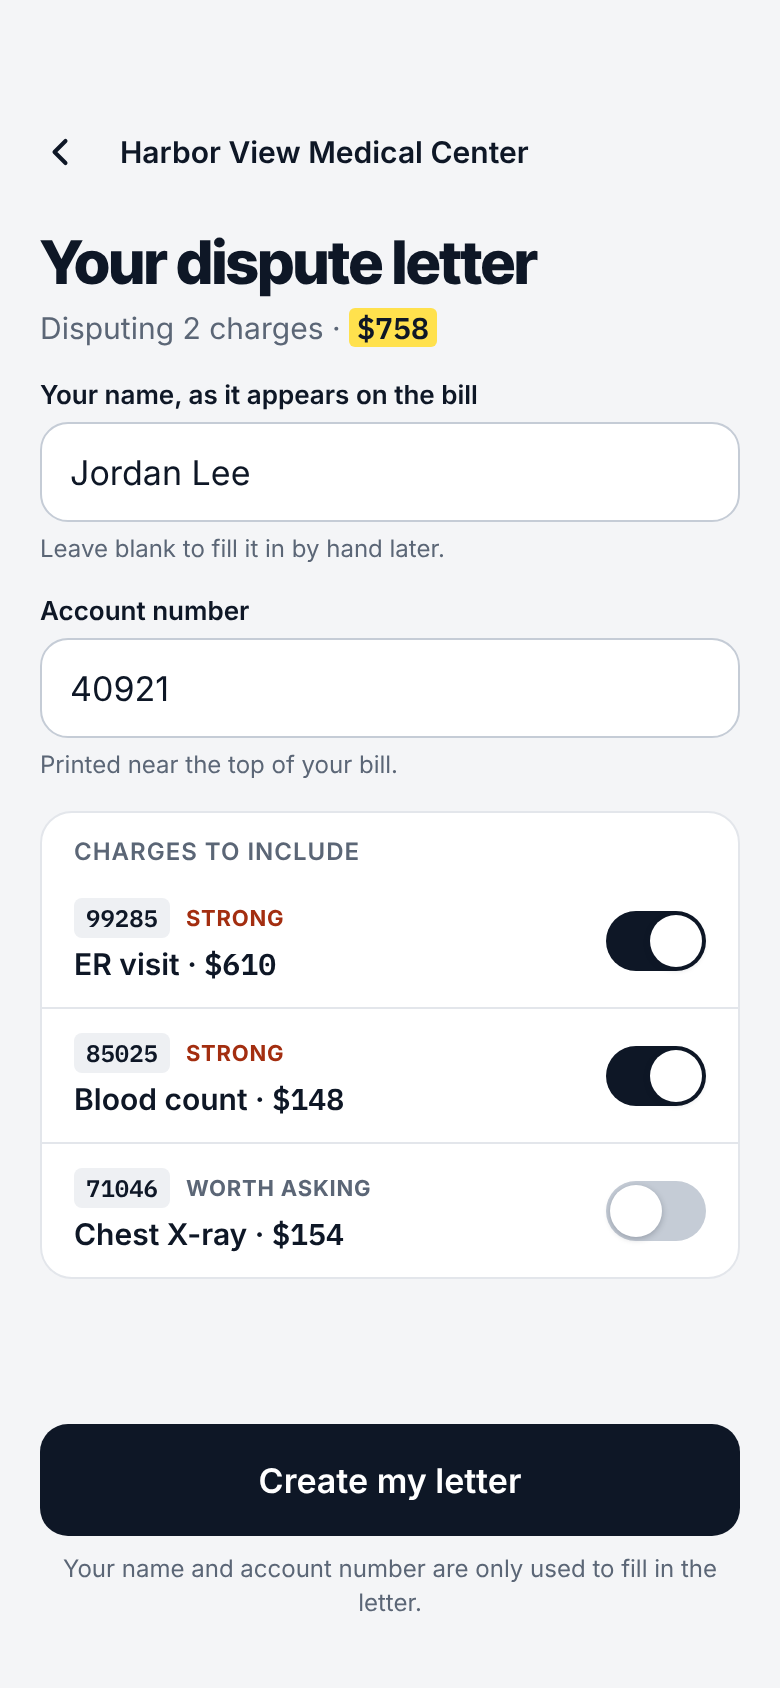 Harbor View Medical Center
Your dispute letter
Disputing 2 charges · $758
Your name, as it appears on the bill
Jordan Lee
Leave blank to fill it in by hand later.
Account number
40921
Printed near the top of your bill.
CHARGES TO INCLUDE
99285 STRONG
ER visit · $610
85025 STRONG
Blood count · $148
71046 WORTH ASKING
Chest X-ray · $154
Create my letter
Your name and account number are only used to fill in the
letter.